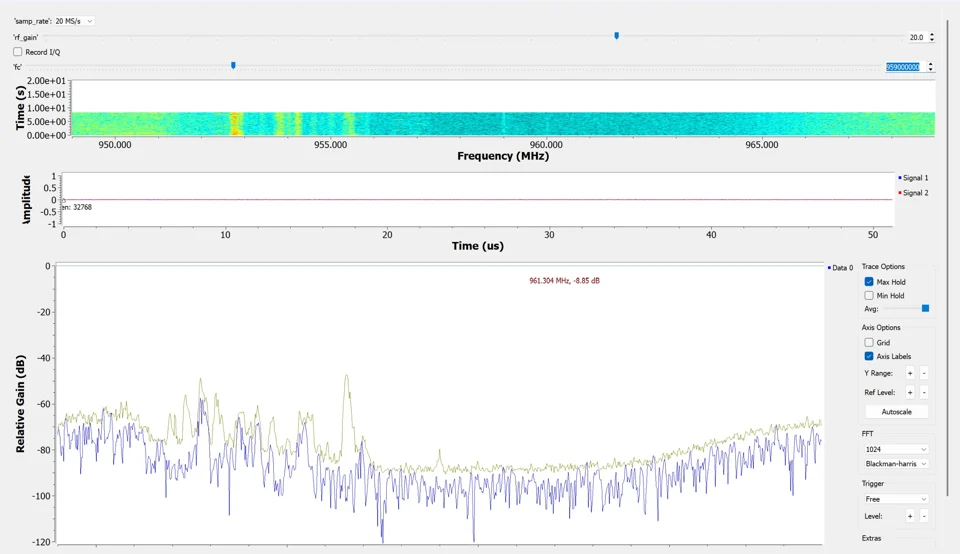 'samp_rate': 20 MS/s
'rf_gain' 20.0
Record I/Q
'fc' 959000000
2.00e+01
1.50e+01
1.00e+01
5.00e+00
0.00e+00
Time (s)
950.000 955.000 960.000 965.000
Frequency (MHz)
1
0.5
0
-0.5
-1
Amplitude
en: 32768
Signal 1
Signal 2
0 10 20 30 40 50
Time (us)
0
-20
-40
-60
-80
-100
-120
Relative Gain (dB)
961.304 MHz, -8.85 dB
Data 0
Trace Options
Max Hold
Min Hold
Avg:
Axis Options
Grid
Axis Labels
Y Range: + -
Ref Level: + -
Autoscale
FFT
1024
Blackman-harris
Trigger
Free
Level: + -
Extras